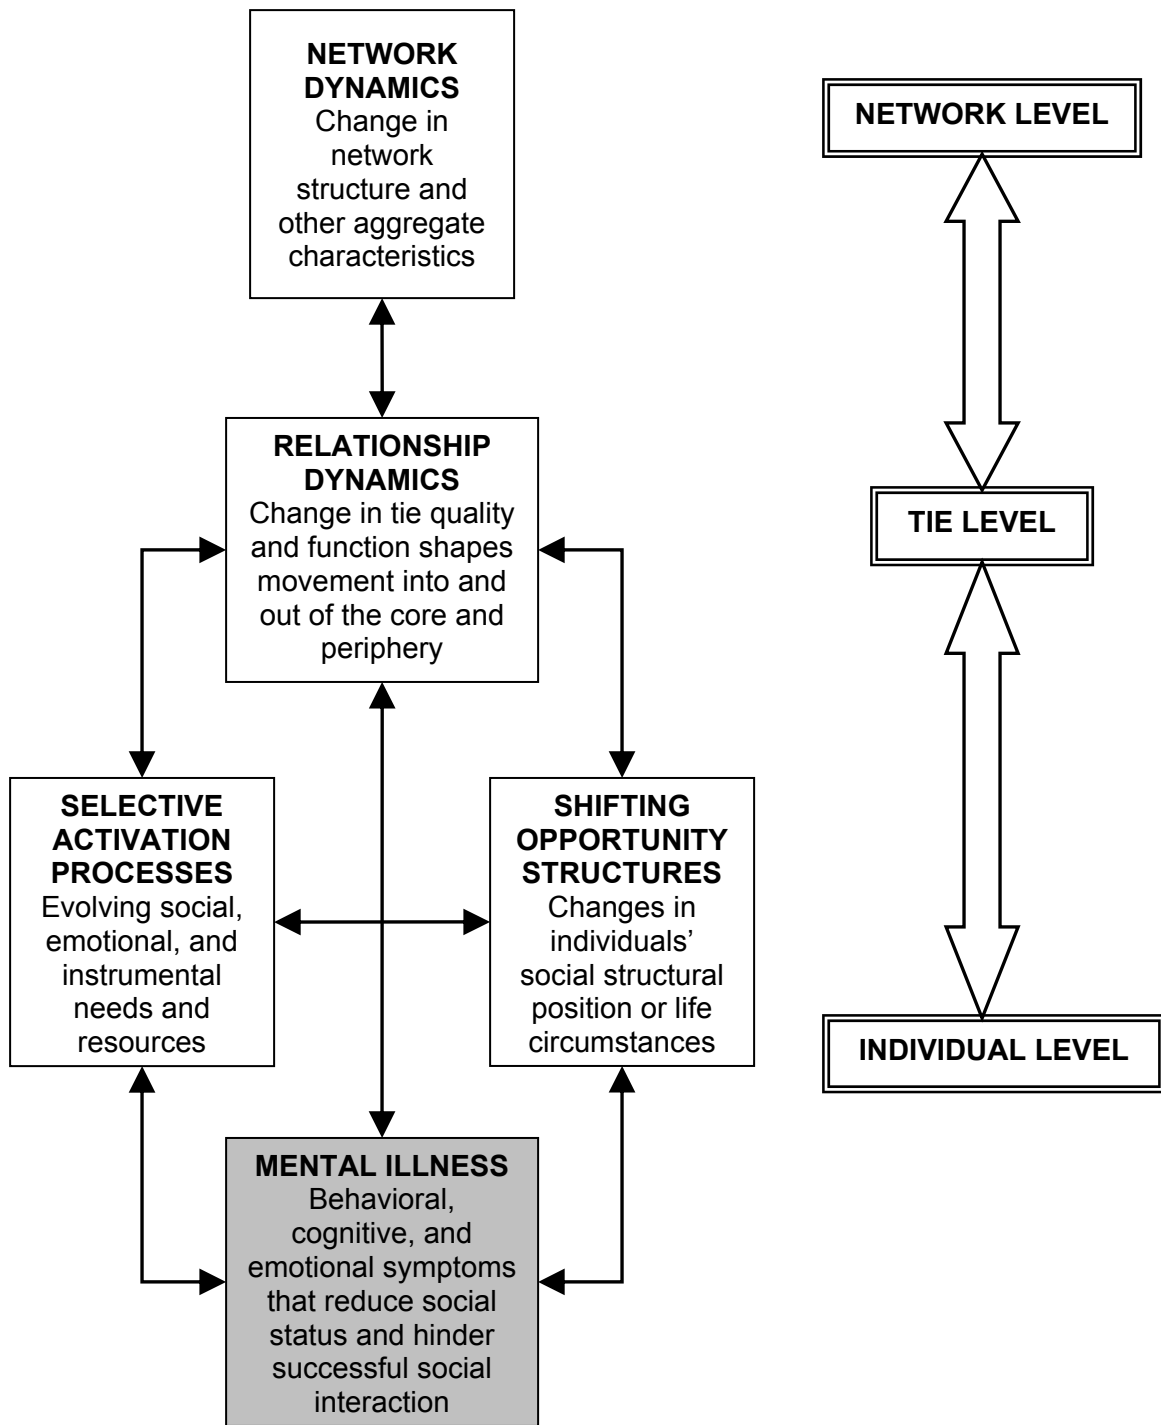 NETWORK
DYNAMICS
Change in
network
structure and
other aggregate
characteristics
NETWORK LEVEL
RELATIONSHIP
DYNAMICS
Change in tie quality
and function shapes
movement into and
out of the core and
periphery
TIE LEVEL
SELECTIVE
ACTIVATION
PROCESSES
Evolving social,
emotional, and
instrumental
needs and
resources
SHIFTING
OPPORTUNITY
STRUCTURES
Changes in
individuals’
social structural
position or life
circumstances
INDIVIDUAL LEVEL
MENTAL ILLNESS
Behavioral,
cognitive, and
emotional symptoms
that reduce social
status and hinder
successful social
interaction